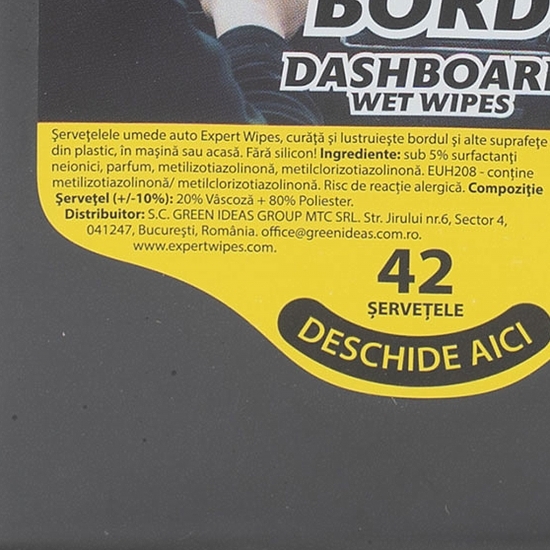 BORD
DASHBOAR
WET WIPES
Șervețelele umede auto Expert Wipes, curăță și lustruiește bordul și alte suprafețe
din plastic, în mașină sau acasă. Fără silicon! Ingrediente: sub 5% surfactanți
neionici, parfum, metilizotiazolinonă, metilclorizotiazolinonă. EUH208 - conține
metilizotiazolinonă/ metilclorizotiazolinonă. Risc de reacție alergică. Compoziție
Șervețel (+/-10%): 20% Vâscoză + 80% Poliester.
Distribuitor: S.C. GREEN IDEAS GROUP MTC SRL. Str. Jirului nr.6, Sector 4,
041247, București, România. office@greenideas.com.ro.
www.expertwipes.com.
42
ȘERVEȚELE
DESCHIDE AICI